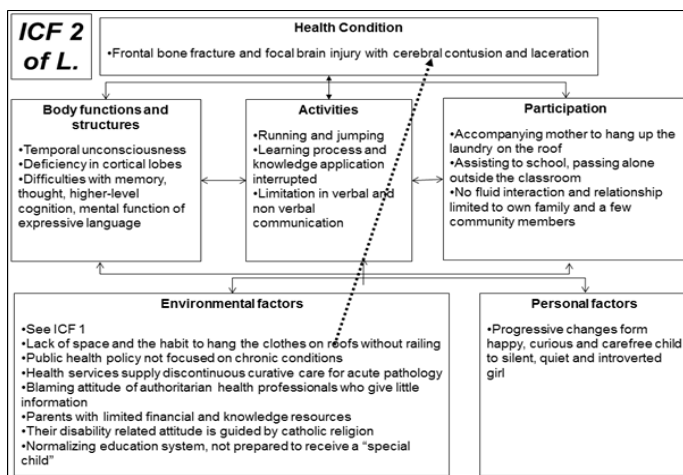 ICF 2
of L.
Health Condition
•Frontal bone fracture and focal brain injury with cerebral contusion and laceration
Body functions and
structures
•Temporal unconsciousness
•Deficiency in cortical lobes
•Difficulties with memory,
thought, higher-level
cognition, mental function of
expressive language
Activities
•Running and jumping
•Learning process and
knowledge application
interrupted
•Limitation in verbal and
non verbal
communication
Participation
•Accompanying mother to hang up the
laundry on the roof
•Assisting to school, passing alone
outside the classroom
•No fluid interaction and relationship
limited to own family and a few
community members
Environmental factors
•See ICF 1
•Lack of space and the habit to hang the clothes on roofs without railing
•Public health policy not focused on chronic conditions
•Health services supply discontinuous curative care for acute pathology
•Blaming attitude of authoritarian health professionals who give little
information
•Parents with limited financial and knowledge resources
•Their disability related attitude is guided by catholic religion
•Normalizing education system, not prepared to receive a “special
child”
Personal factors
•Progressive changes form
happy, curious and carefree child
to silent, quiet and introverted
girl